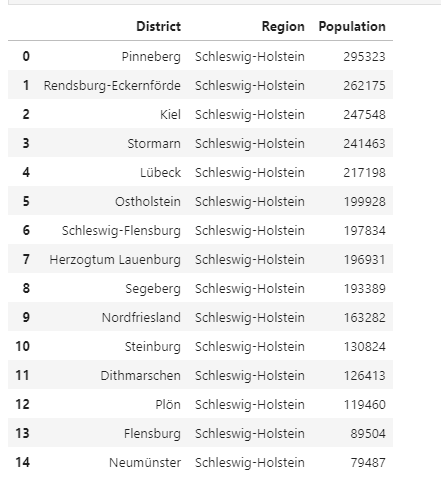 District Region Population
0 Pinneberg Schleswig-Holstein 295323
1 Rendsburg-Eckernförde Schleswig-Holstein 262175
2 Kiel Schleswig-Holstein 247548
3 Stormarn Schleswig-Holstein 241463
4 Lübeck Schleswig-Holstein 217198
5 Ostholstein Schleswig-Holstein 199928
6 Schleswig-Flensburg Schleswig-Holstein 197834
7 Herzogtum Lauenburg Schleswig-Holstein 196931
8 Segeberg Schleswig-Holstein 193389
9 Nordfriesland Schleswig-Holstein 163282
10 Steinburg Schleswig-Holstein 130824
11 Dithmarschen Schleswig-Holstein 126413
12 Plön Schleswig-Holstein 119460
13 Flensburg Schleswig-Holstein 89504
14 Neumünster Schleswig-Holstein 79487